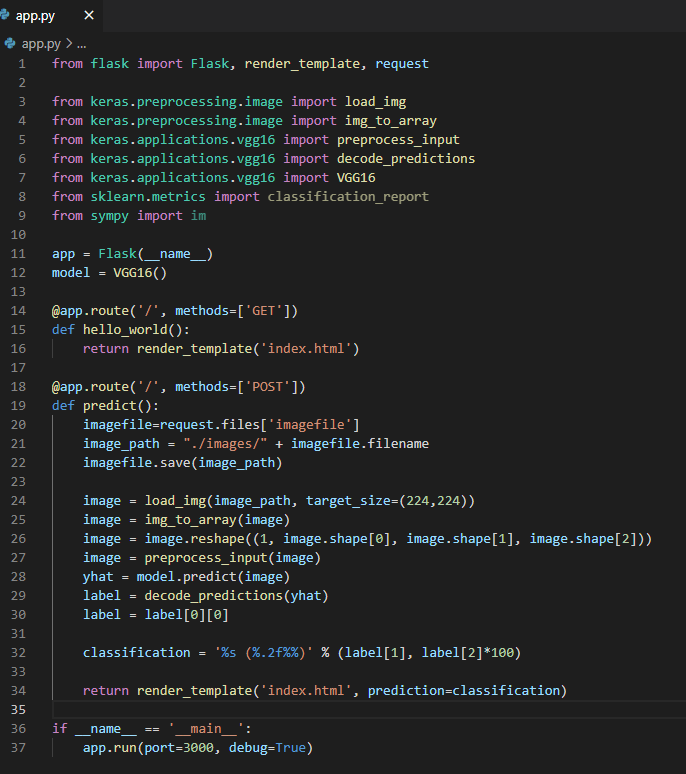 app.py ×
app.py > ...
1 from flask import Flask, render_template, request
2
3 from keras.preprocessing.image import load_img
4 from keras.preprocessing.image import img_to_array
5 from keras.applications.vgg16 import preprocess_input
6 from keras.applications.vgg16 import decode_predictions
7 from keras.applications.vgg16 import VGG16
8 from sklearn.metrics import classification_report
9 from sympy import im
10
11 app = Flask(__name__)
12 model = VGG16()
13
14 @app.route('/', methods=['GET'])
15 def hello_world():
16     return render_template('index.html')
17
18 @app.route('/', methods=['POST'])
19 def predict():
20     imagefile=request.files['imagefile']
21     image_path = "./images/" + imagefile.filename
22     imagefile.save(image_path)
23
24     image = load_img(image_path, target_size=(224,224))
25     image = img_to_array(image)
26     image = image.reshape((1, image.shape[0], image.shape[1], image.shape[2]))
27     image = preprocess_input(image)
28     yhat = model.predict(image)
29     label = decode_predictions(yhat)
30     label = label[0][0]
31
32     classification = '%s (%.2f%%)' % (label[1], label[2]*100)
33
34     return render_template('index.html', prediction=classification)
35
36 if __name__ == '__main__':
37     app.run(port=3000, debug=True)